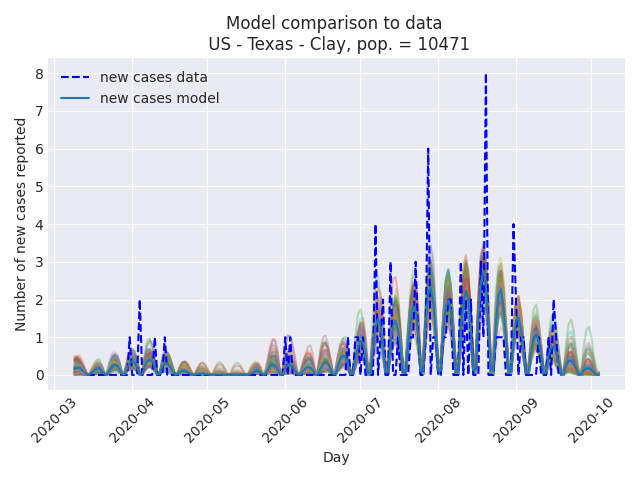 Model comparison to data
US - Texas - Clay, pop. = 10471
new cases data
new cases model
Number of new cases reported
8
7
6
5
4
3
2
1
0
2020-03
2020-04
2020-05
2020-06
2020-07
2020-08
2020-09
2020-10
Day